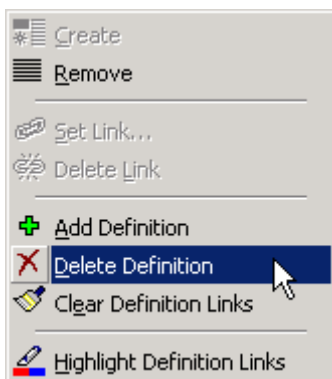 Create
Remove
Set Link...
Delete Link
Add Definition
Delete Definition
Clear Definition Links
Highlight Definition Links